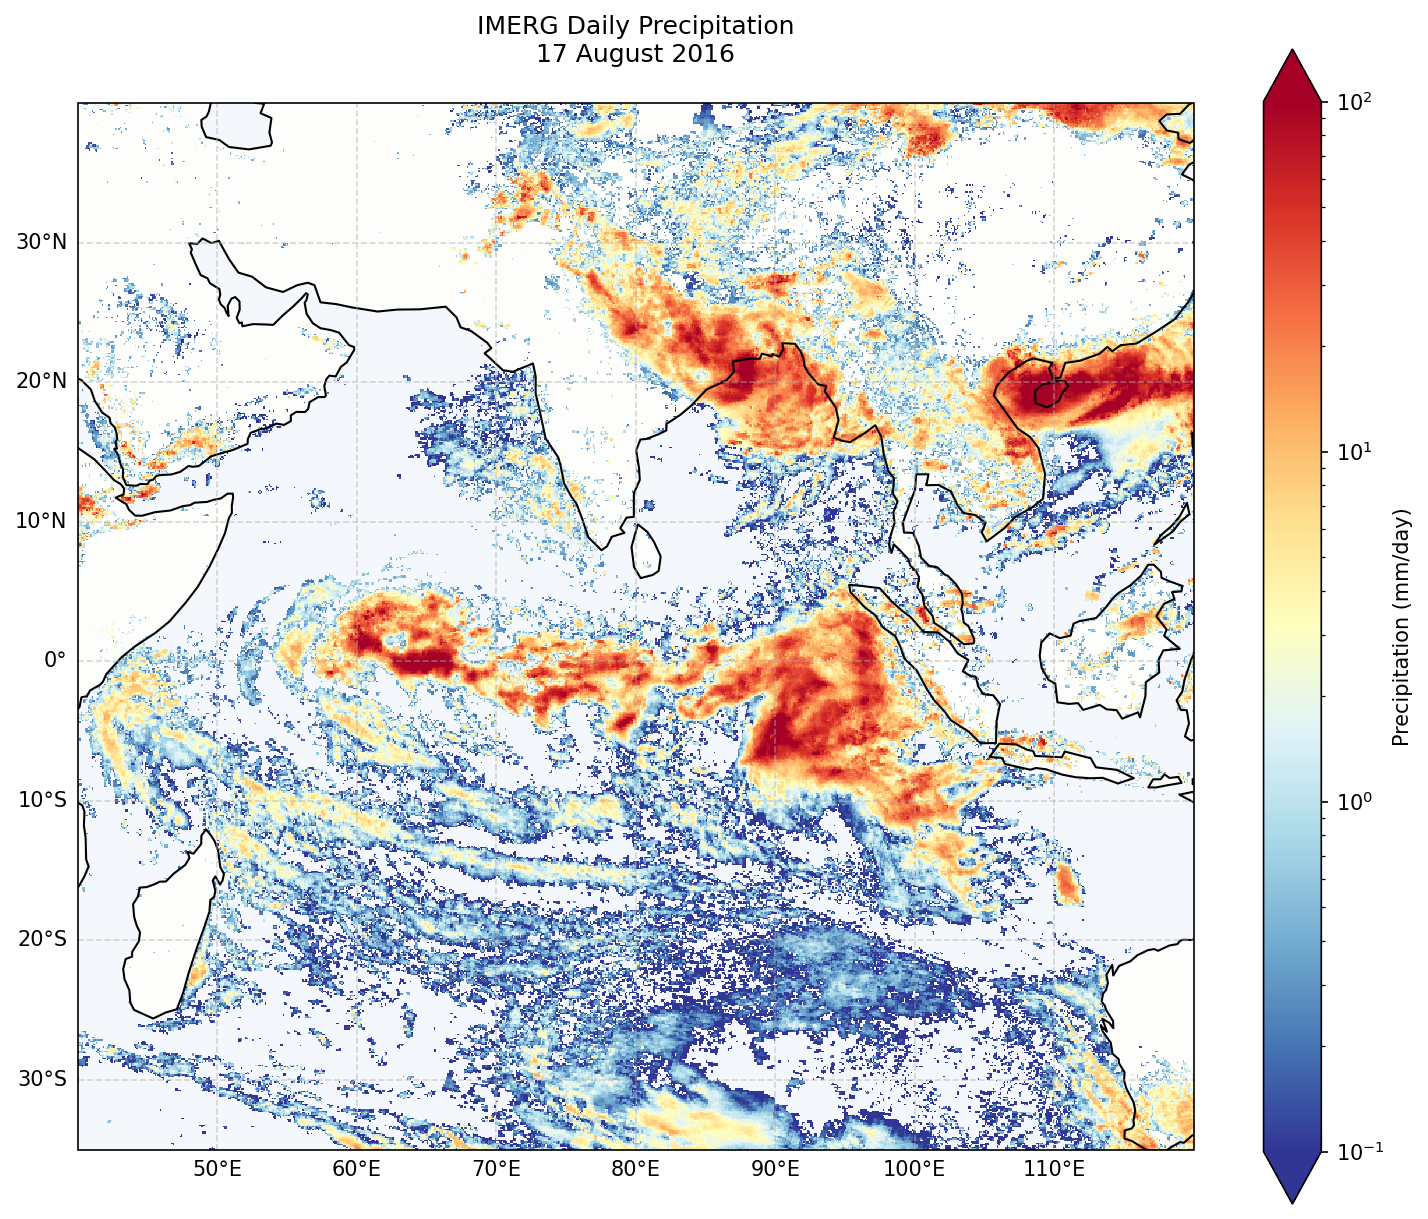 IMERG Daily Precipitation
17 August 2016
30°N
20°N
10°N
0°
10°S
20°S
30°S
50°E 60°E 70°E 80°E 90°E 100°E 110°E
10²
10¹
10⁰
10⁻¹
Precipitation (mm/day)